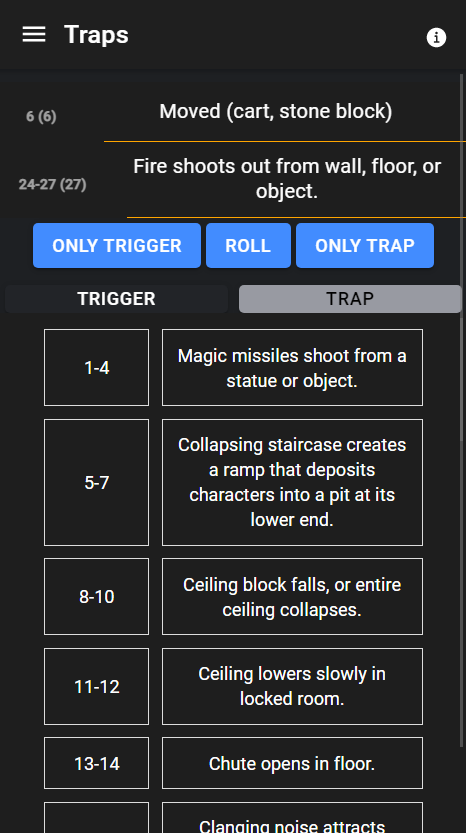 Traps
6 (6)
Moved (cart, stone block)
24-27 (27)
Fire shoots out from wall, floor, or
object.
ONLY TRIGGER
ROLL
ONLY TRAP
TRIGGER
TRAP
1-4
Magic missiles shoot from a
statue or object.
5-7
Collapsing staircase creates
a ramp that deposits
characters into a pit at its
lower end.
8-10
Ceiling block falls, or entire
ceiling collapses.
11-12
Ceiling lowers slowly in
locked room.
13-14
Chute opens in floor.
Clanging noise attracts